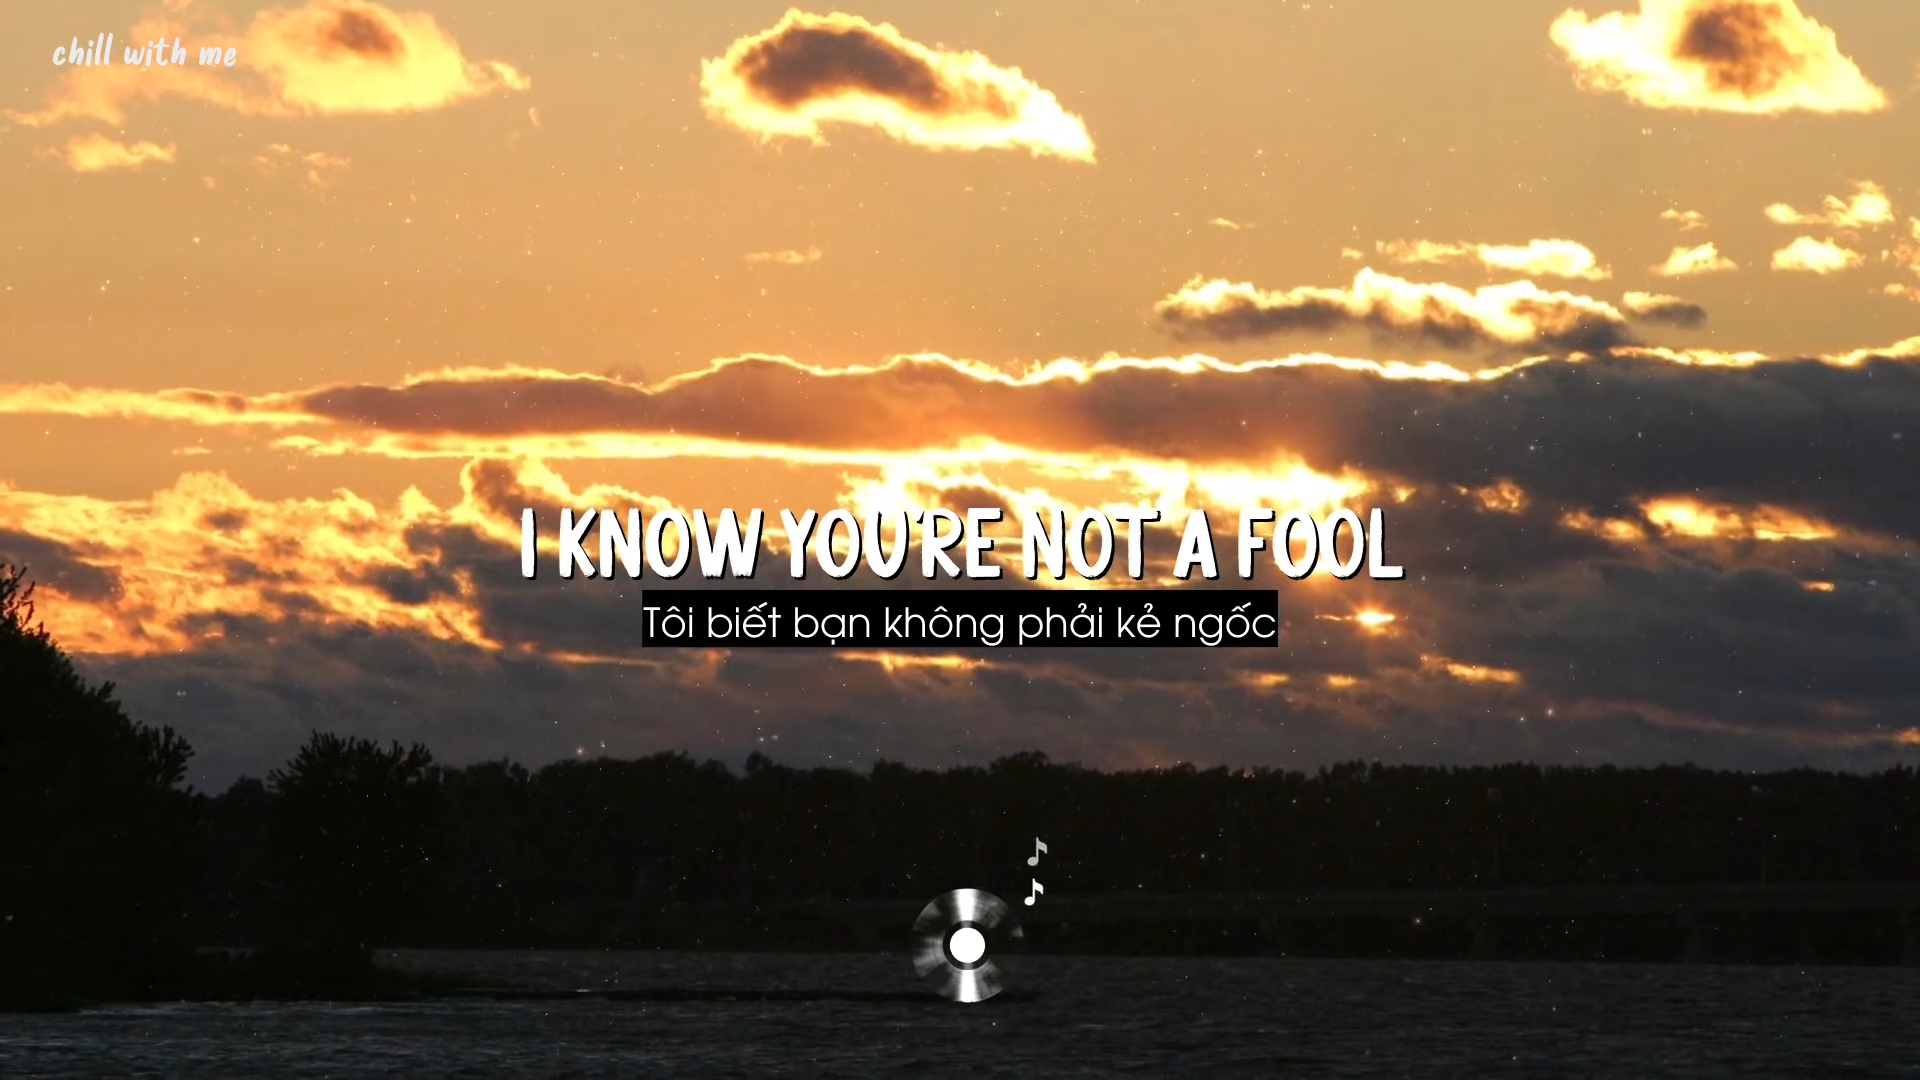 chill with me
I KNOW YOU'RE NOT A FOOL
Tôi biết bạn không phải kẻ ngốc